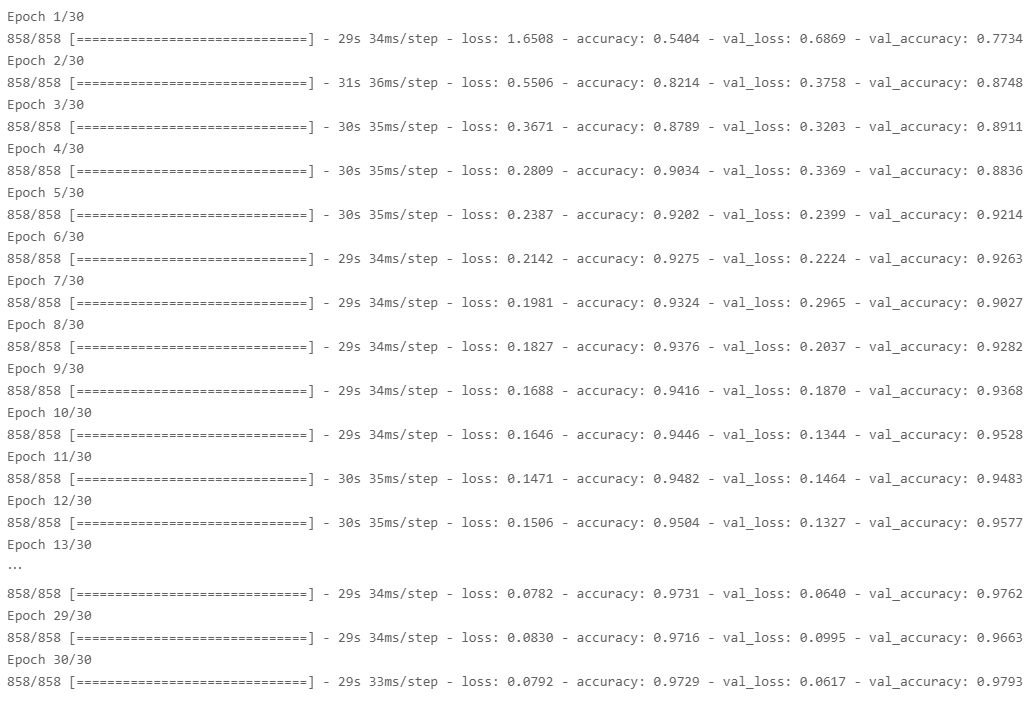 Epoch 1/30
858/858 [==============================] - 29s 34ms/step - loss: 1.6508 - accuracy: 0.5404 - val_loss: 0.6869 - val_accuracy: 0.7734
Epoch 2/30
858/858 [==============================] - 31s 36ms/step - loss: 0.5506 - accuracy: 0.8214 - val_loss: 0.3758 - val_accuracy: 0.8748
Epoch 3/30
858/858 [==============================] - 30s 35ms/step - loss: 0.3671 - accuracy: 0.8789 - val_loss: 0.3203 - val_accuracy: 0.8911
Epoch 4/30
858/858 [==============================] - 30s 35ms/step - loss: 0.2809 - accuracy: 0.9034 - val_loss: 0.3369 - val_accuracy: 0.8836
Epoch 5/30
858/858 [==============================] - 30s 35ms/step - loss: 0.2387 - accuracy: 0.9202 - val_loss: 0.2399 - val_accuracy: 0.9214
Epoch 6/30
858/858 [==============================] - 29s 34ms/step - loss: 0.2142 - accuracy: 0.9275 - val_loss: 0.2224 - val_accuracy: 0.9263
Epoch 7/30
858/858 [==============================] - 29s 34ms/step - loss: 0.1981 - accuracy: 0.9324 - val_loss: 0.2965 - val_accuracy: 0.9027
Epoch 8/30
858/858 [==============================] - 29s 34ms/step - loss: 0.1827 - accuracy: 0.9376 - val_loss: 0.2037 - val_accuracy: 0.9282
Epoch 9/30
858/858 [==============================] - 29s 34ms/step - loss: 0.1688 - accuracy: 0.9416 - val_loss: 0.1870 - val_accuracy: 0.9368
Epoch 10/30
858/858 [==============================] - 29s 34ms/step - loss: 0.1646 - accuracy: 0.9446 - val_loss: 0.1344 - val_accuracy: 0.9528
Epoch 11/30
858/858 [==============================] - 30s 35ms/step - loss: 0.1471 - accuracy: 0.9482 - val_loss: 0.1464 - val_accuracy: 0.9483
Epoch 12/30
858/858 [==============================] - 30s 35ms/step - loss: 0.1506 - accuracy: 0.9504 - val_loss: 0.1327 - val_accuracy: 0.9577
Epoch 13/30
...
858/858 [==============================] - 29s 34ms/step - loss: 0.0782 - accuracy: 0.9731 - val_loss: 0.0640 - val_accuracy: 0.9762
Epoch 29/30
858/858 [==============================] - 29s 34ms/step - loss: 0.0830 - accuracy: 0.9716 - val_loss: 0.0995 - val_accuracy: 0.9663
Epoch 30/30
858/858 [==============================] - 29s 33ms/step - loss: 0.0792 - accuracy: 0.9729 - val_loss: 0.0617 - val_accuracy: 0.9793